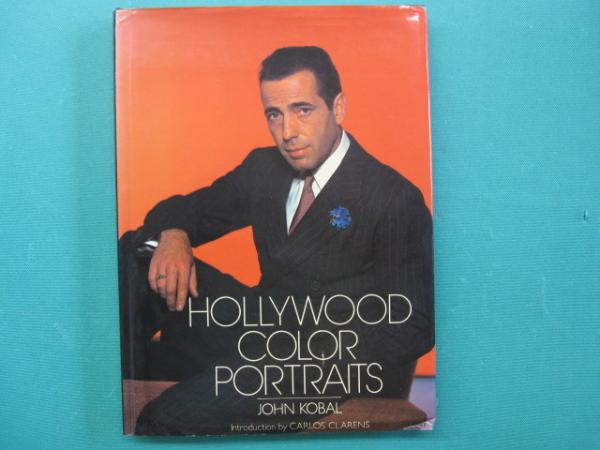 HOLLYWOOD
COLOR
PORTRAITS
JOHN KOBAL
Introduction by CARLOS CLARENS